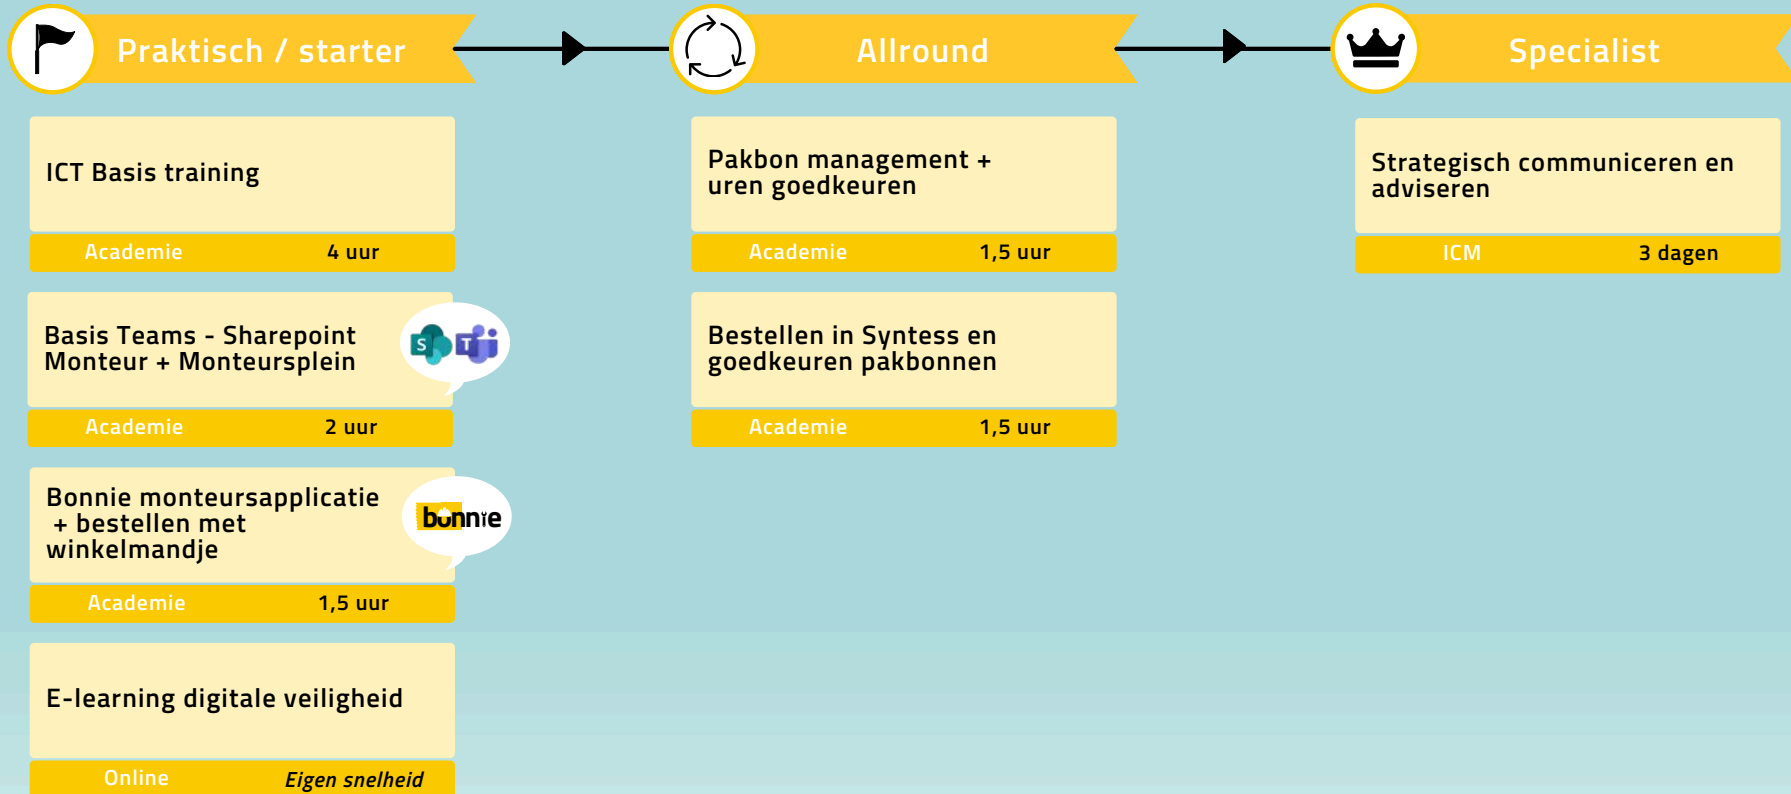 Praktisch / starter
ICT Basis training
Academie 4 uur
Basis Teams - Sharepoint
Monteur + Monteursplein
S T
Academie 2 uur
Bonnie monteursapplicatie
+ bestellen met
winkelmandje
bonnie
Academie 1,5 uur
E-learning digitale veiligheid
Online Eigen snelheid
Allround
Pakbon management +
uren goedkeuren
Academie 1,5 uur
Bestellen in Syntess en
goedkeuren pakbonnen
Academie 1,5 uur
Specialist
Strategisch communiceren en
adviseren
ICM 3 dagen